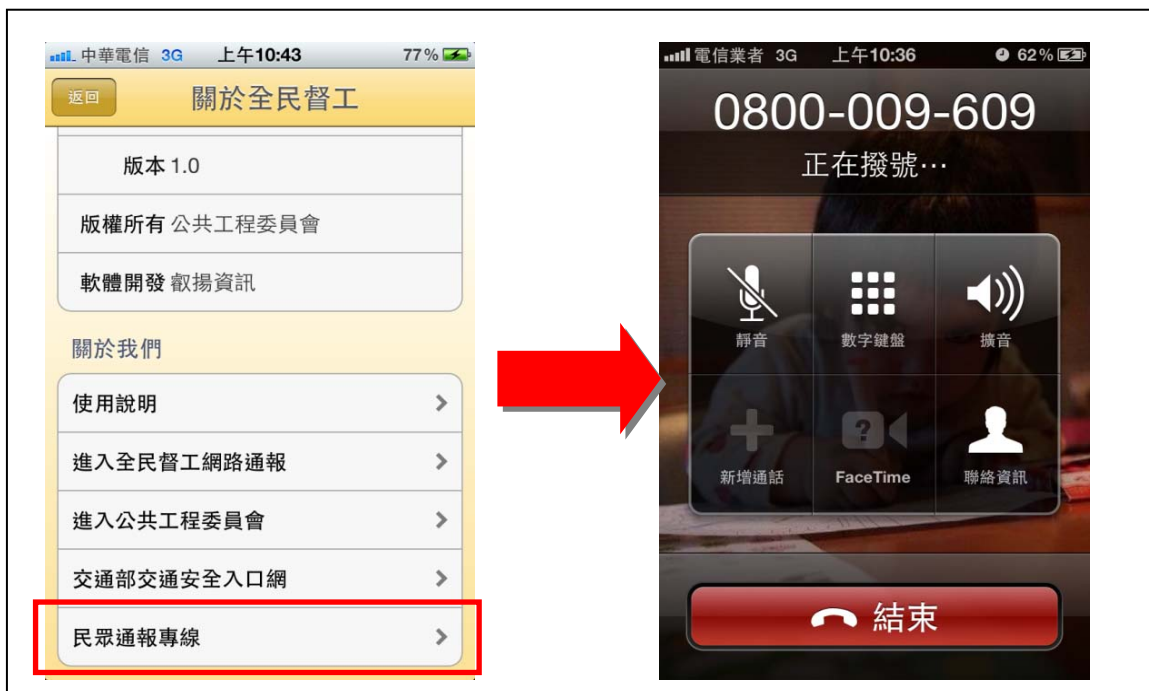 中華電信 3G 上午10:43 77%
返回 關於全民督工
版本 1.0
版權所有 公共工程委員會
軟體開發 叡揚資訊
關於我們
使用說明
進入全民督工網路通報
進入公共工程委員會
交通部交通安全入口網
民眾通報專線
電信業者 3G 上午10:36 62%
0800-009-609
正在撥號…
靜音 數字鍵盤 擴音
新增通話 FaceTime 聯絡資訊
結束